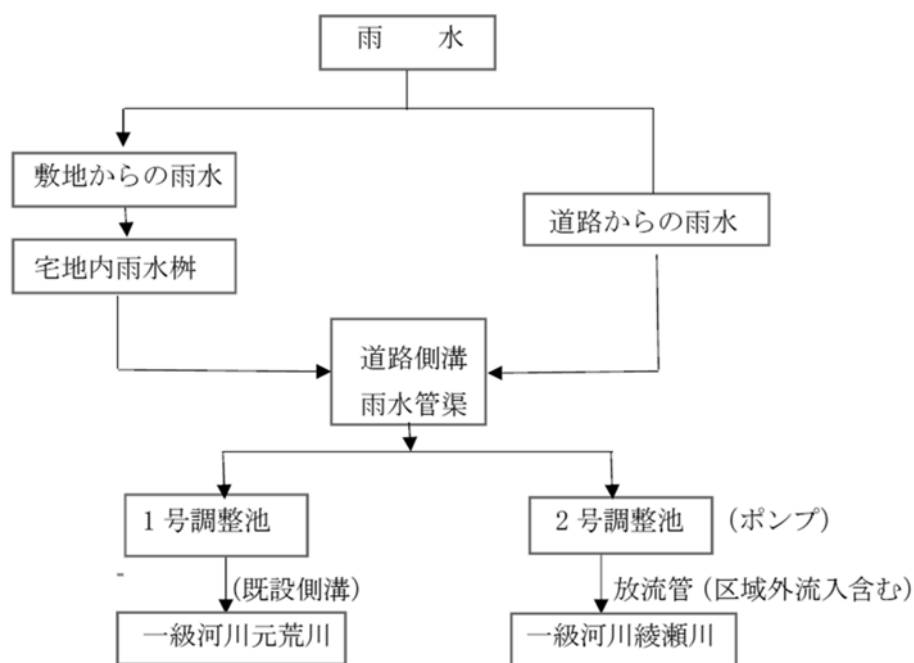 雨　　水
敷地からの雨水
道路からの雨水
宅地内雨水桝
道路側溝
雨水管渠
1号調整池
2号調整池
(ポンプ)
(既設側溝)
放流管(区域外流入含む)
一級河川元荒川
一級河川綾瀬川